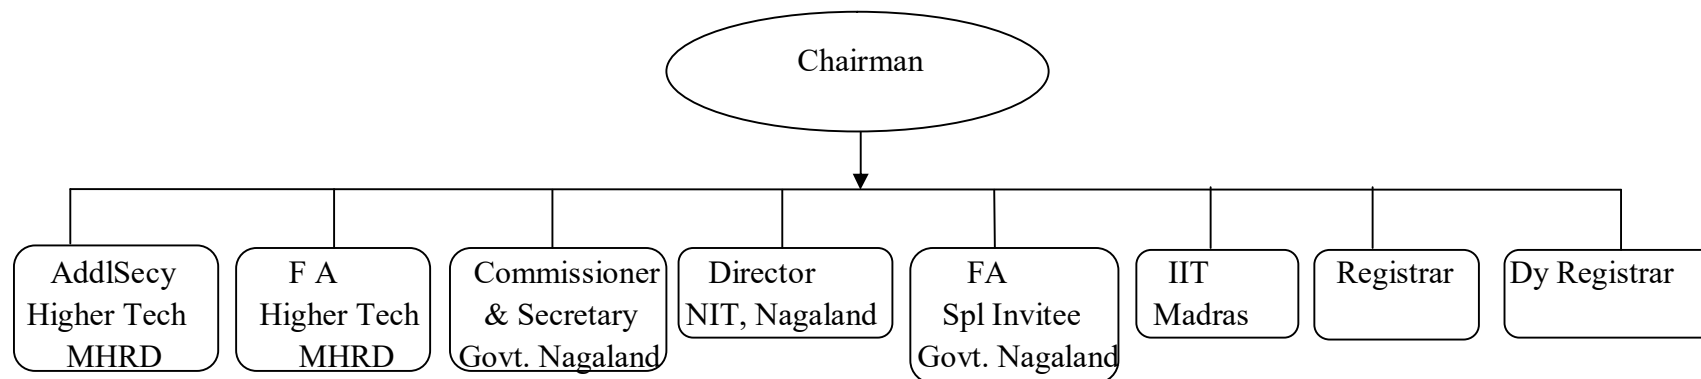 Chairman
AddlSecy
Higher Tech
MHRD
F A
Higher Tech
MHRD
Commissioner
& Secretary
Govt. Nagaland
Director
NIT, Nagaland
FA
Spl Invitee
Govt. Nagaland
IIT
Madras
Registrar
Dy Registrar